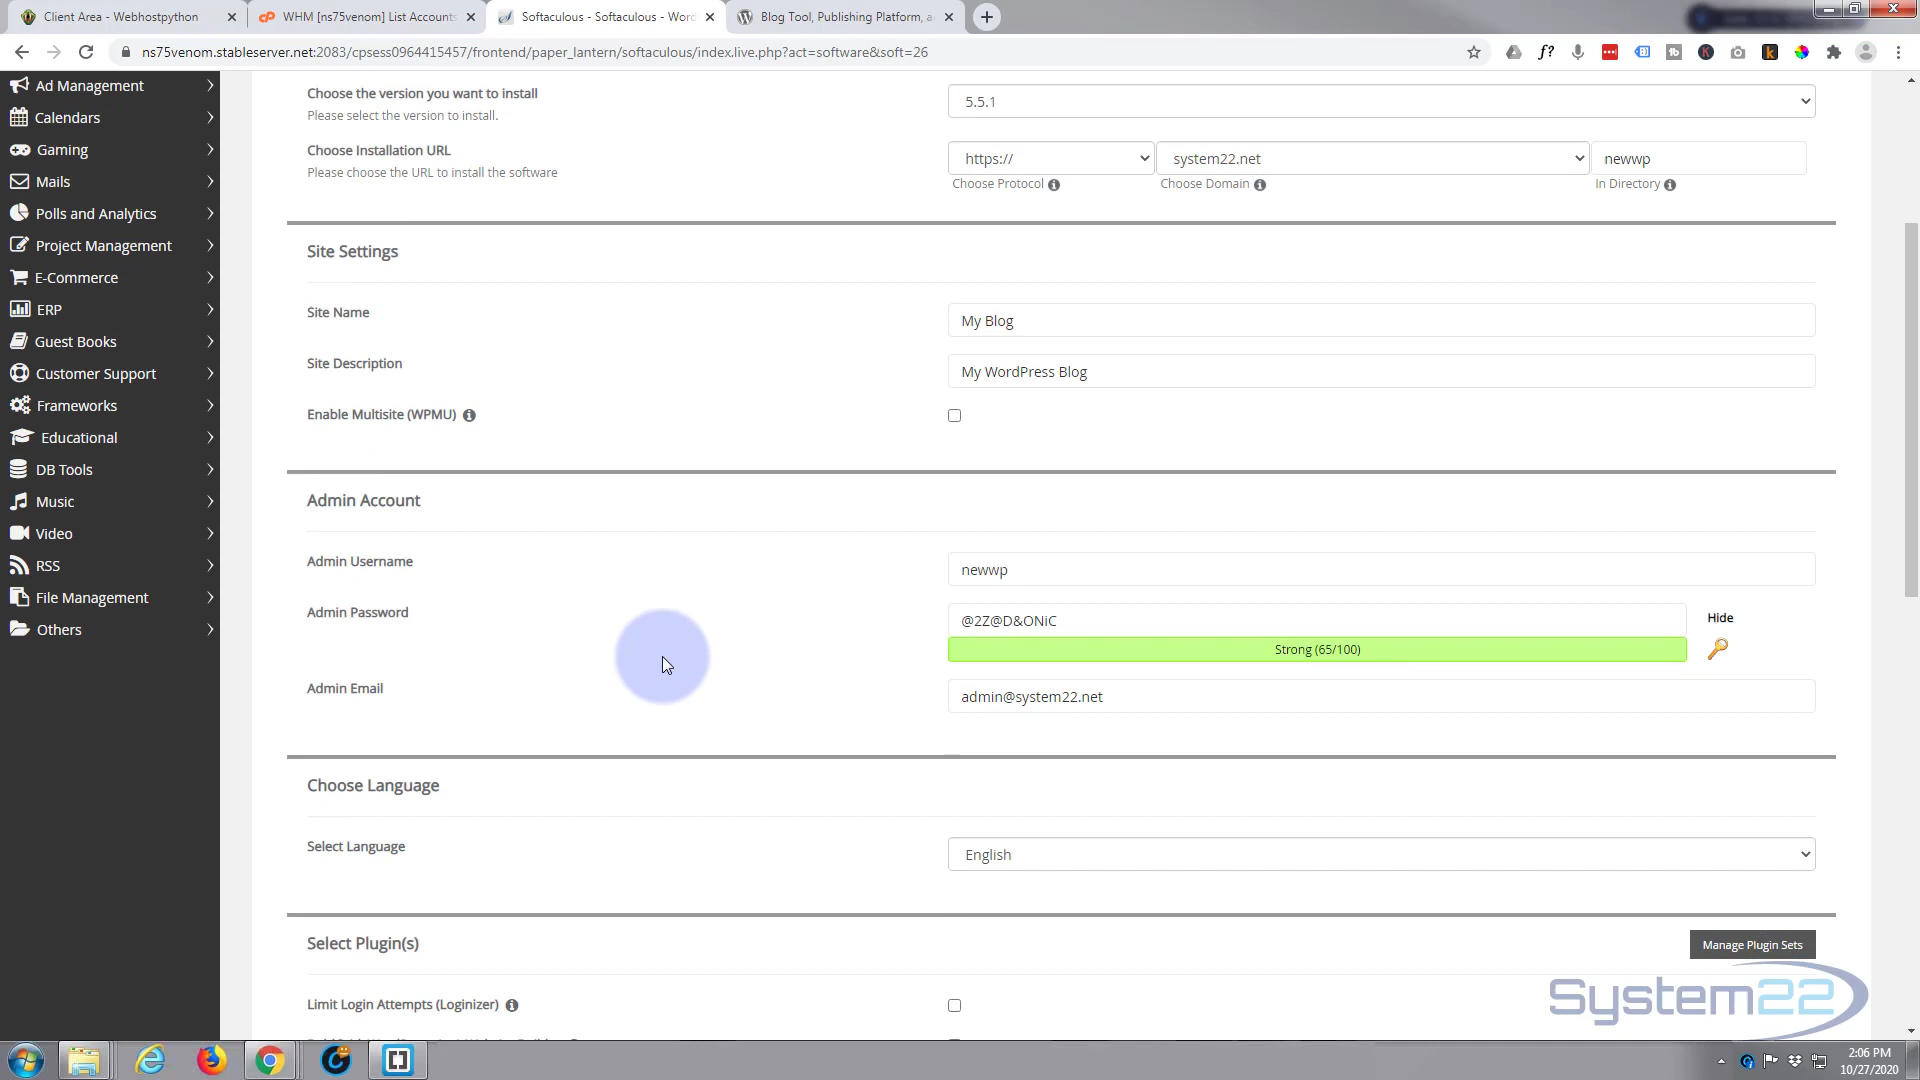 Client Area - Webhostpython
WHM [ns75venom] List Accounts
Softaculous - Softaculous - Wor
Blog Tool, Publishing Platform, a
ns75venom.stableserver.net:2083/cpsess0964415457/frontend/paper_lantern/softaculous/index.live.php?act=software&soft=26
Ad Management
Calendars
Gaming
Mails
Polls and Analytics
Project Management
E-Commerce
ERP
Guest Books
Customer Support
Frameworks
Educational
DB Tools
Music
Video
RSS
File Management
Others
Choose the version you want to install
Please select the version to install.
5.5.1
Choose Installation URL
Please choose the URL to install the software
https://
system22.net
newwp
Choose Protocol
Choose Domain
In Directory
Site Settings
Site Name
My Blog
Site Description
My WordPress Blog
Enable Multisite (WPMU)
Admin Account
Admin Username
newwp
Admin Password
@2Z@D&ONiC
Hide
Strong (65/100)
Admin Email
admin@system22.net
Choose Language
Select Language
English
Select Plugin(s)
Manage Plugin Sets
Limit Login Attempts (Loginizer)
System22
2:06 PM
10/27/2020